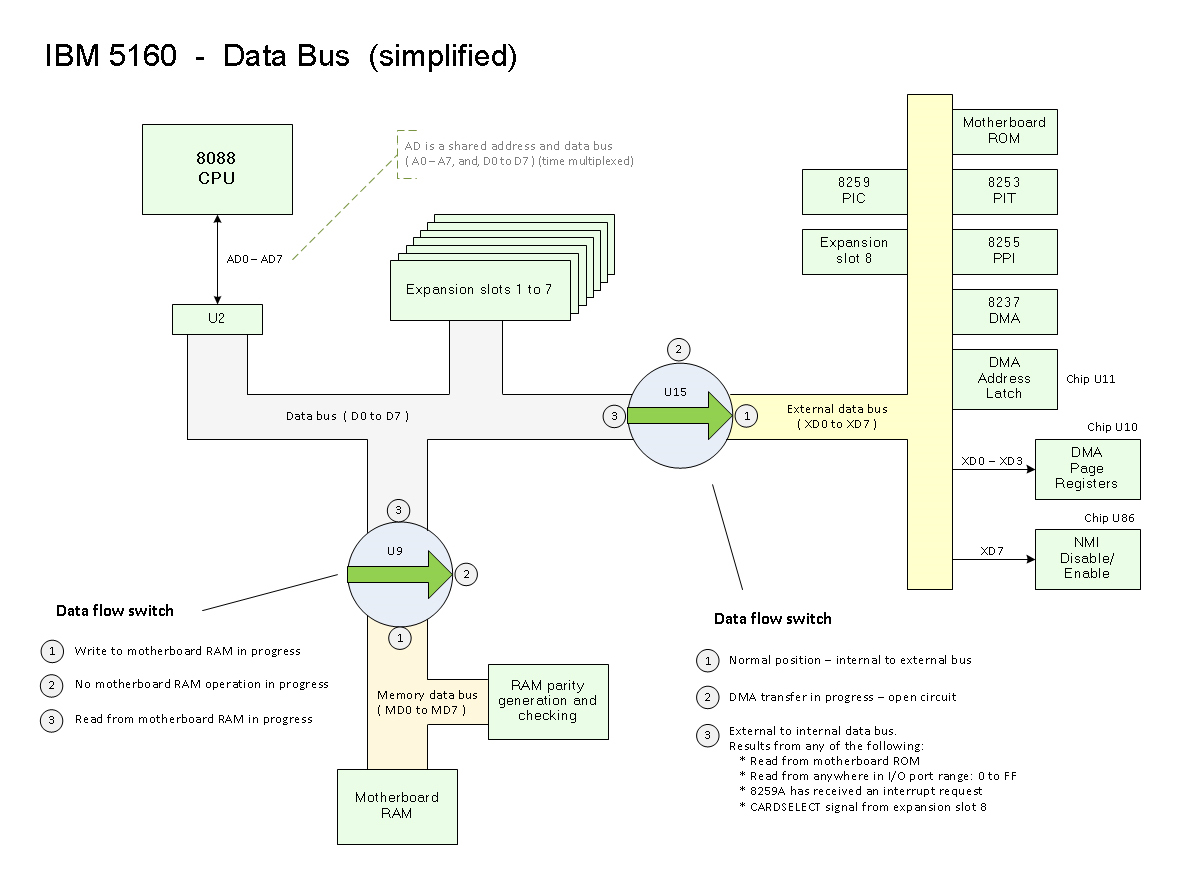 IBM 5160 - Data Bus (simplified)
8088
CPU
AD is a shared address and data bus
( A0 – A7, and, D0 to D7 ) (time multiplexed)
AD0 – AD7
U2
Expansion slots 1 to 7
Data bus ( D0 to D7 )
2
U15
3
1
External data bus
( XD0 to XD7 )
Motherboard
ROM
8259
PIC
8253
PIT
Expansion
slot 8
8255
PPI
8237
DMA
DMA
Address
Latch
Chip U11
Chip U10
XD0 – XD3
DMA
Page
Registers
Chip U86
XD7
NMI
Disable/
Enable
3
U9
2
1
Memory data bus
( MD0 to MD7 )
RAM parity
generation and
checking
Motherboard
RAM
Data flow switch
1 Write to motherboard RAM in progress
2 No motherboard RAM operation in progress
3 Read from motherboard RAM in progress
Data flow switch
1 Normal position – internal to external bus
2 DMA transfer in progress – open circuit
3 External to internal data bus.
Results from any of the following:
* Read from motherboard ROM
* Read from anywhere in I/O port range: 0 to FF
* 8259A has received an interrupt request
* CARDSELECT signal from expansion slot 8